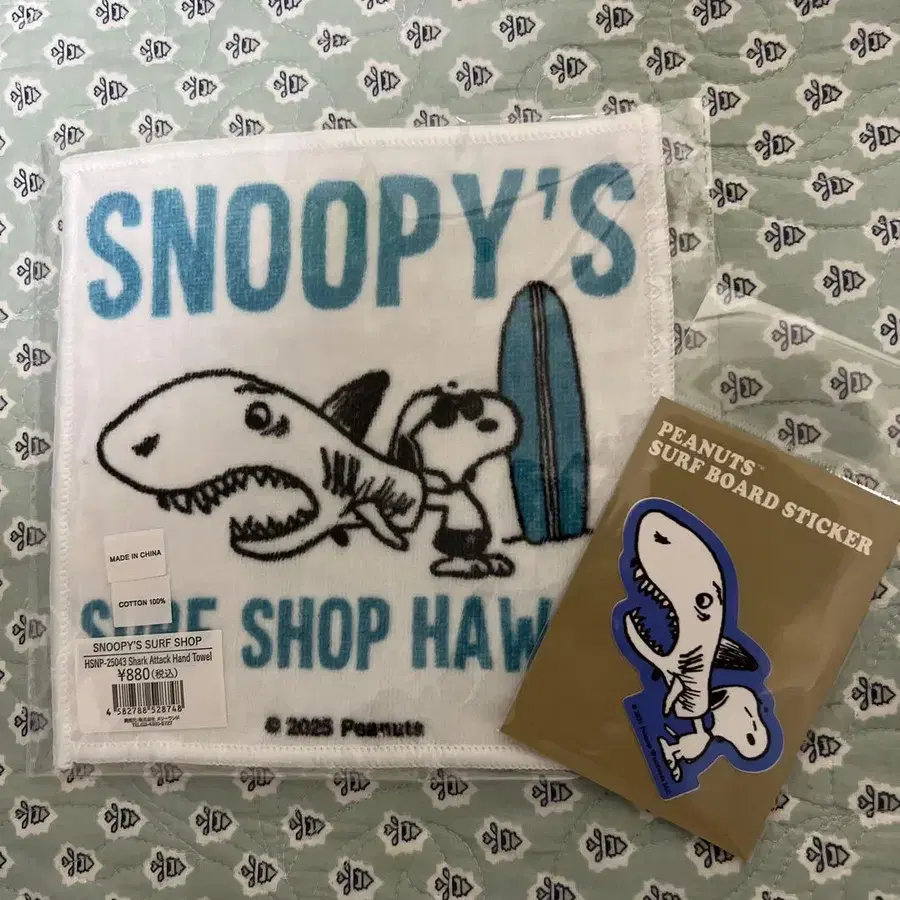 SNOOPY'S
SURF SHOP HAW
© 2025 Peanuts
MADE IN CHINA
COTTON 100%
SNOOPY'S SURF SHOP
HSNP-25043 Shark Attack Hand Towel
¥880(税込)
4 582788 528748
PEANUTS™
SURF BOARD STICKER